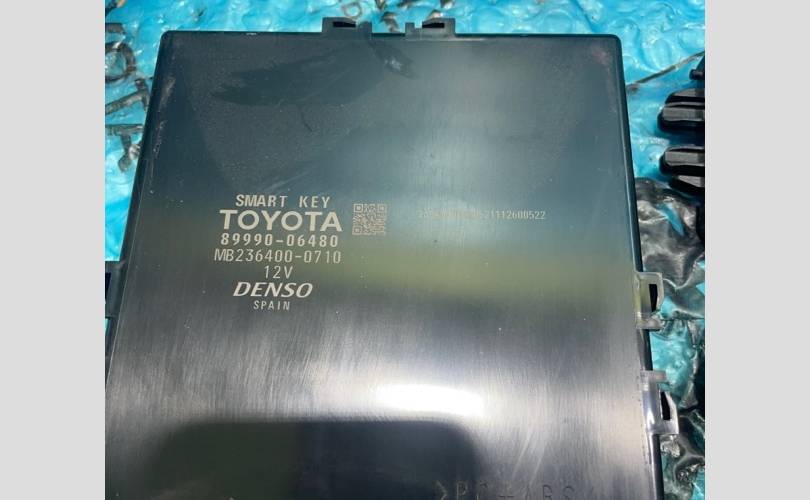 SMART KEY
TOYOTA
89990-06480
MB236400-0710
12V
DENSO
SPAIN